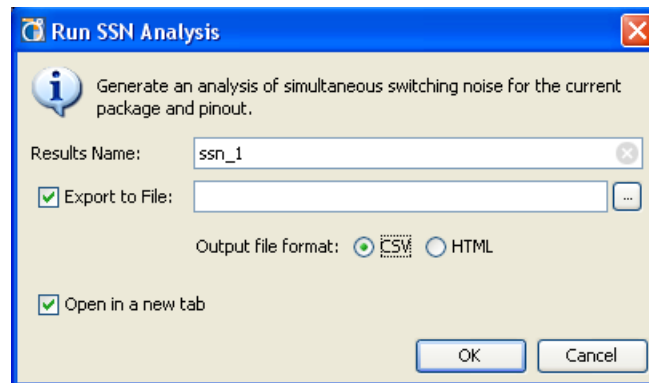 Run SSN Analysis
Generate an analysis of simultaneous switching noise for the current
package and pinout.
Results Name: ssn_1
Export to File: ...
Output file format: CSV HTML
Open in a new tab
OK Cancel